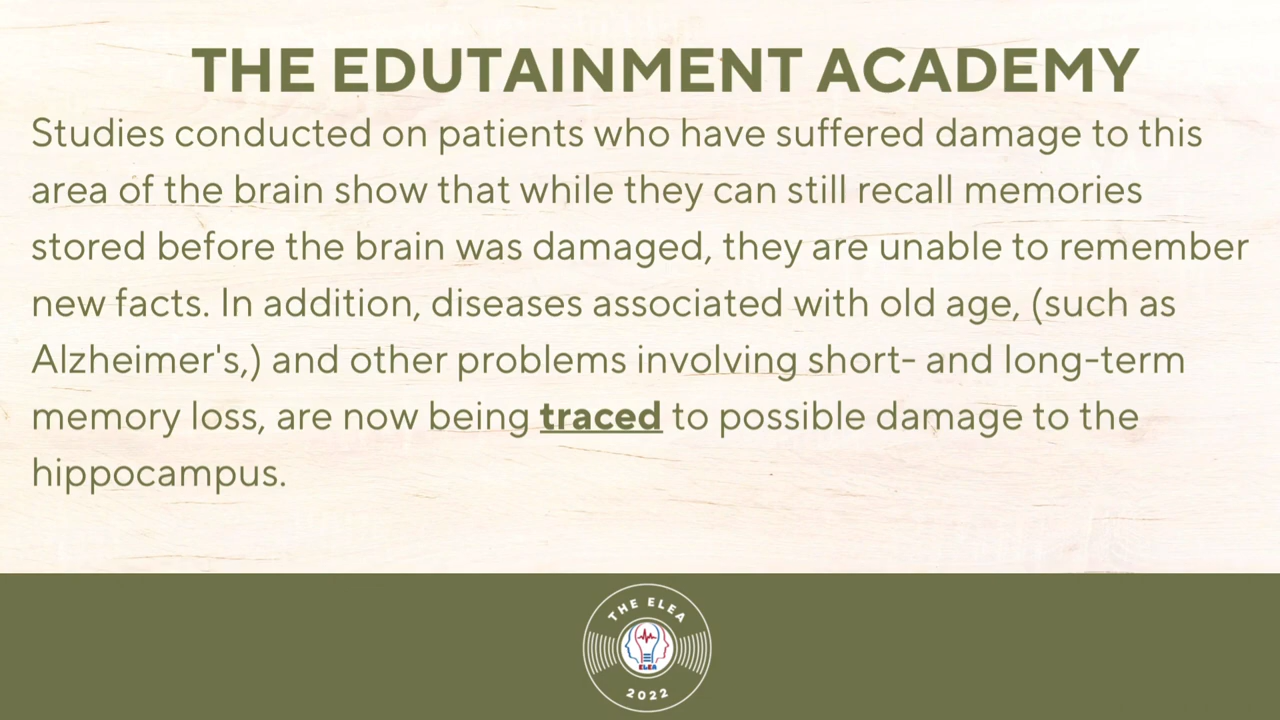 THE EDUTAINMENT ACADEMY
Studies conducted on patients who have suffered damage to this
area of the brain show that while they can still recall memories
stored before the brain was damaged, they are unable to remember
new facts. In addition, diseases associated with old age, (such as
Alzheimer's,) and other problems involving short- and long-term
memory loss, are now being traced to possible damage to the
hippocampus.
THE ELEA
ELEA
2022